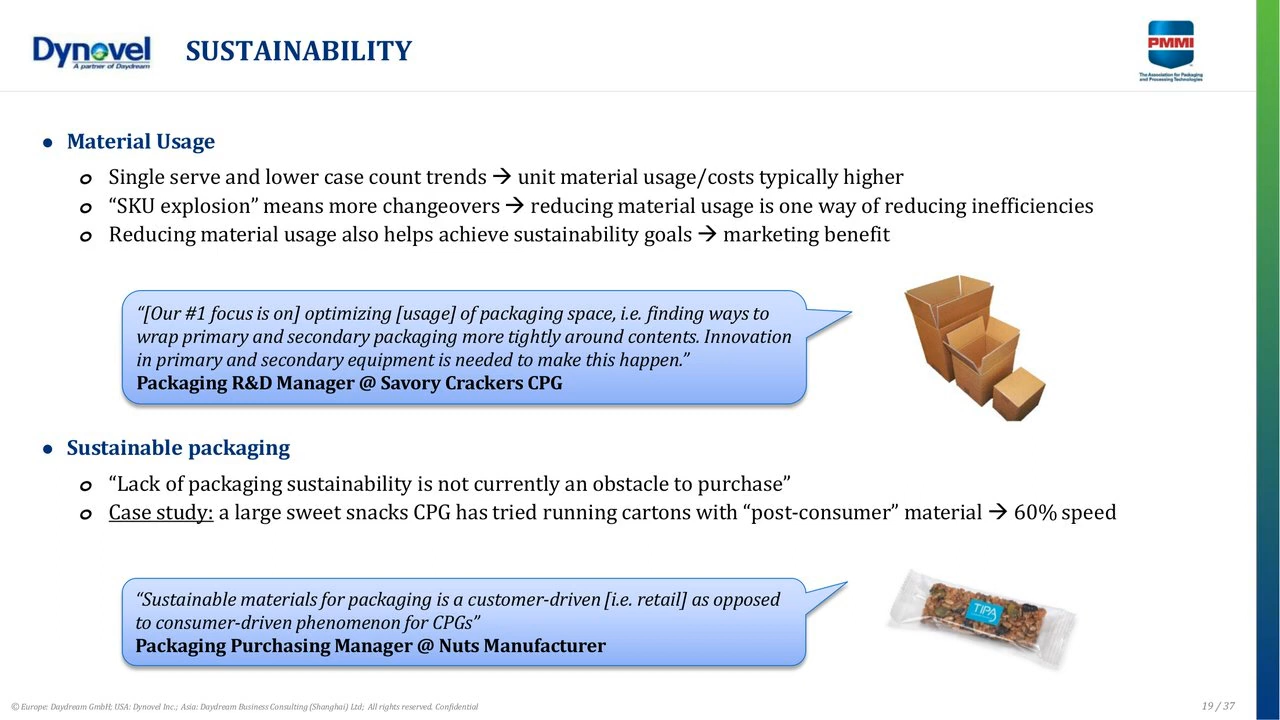 Dynovel
A partner of Daydream
SUSTAINABILITY
PMMI
The Association for Packaging
and Processing Technologies
● Material Usage
o Single serve and lower case count trends → unit material usage/costs typically higher
o “SKU explosion” means more changeovers → reducing material usage is one way of reducing inefficiencies
o Reducing material usage also helps achieve sustainability goals → marketing benefit
“[Our #1 focus is on] optimizing [usage] of packaging space, i.e. finding ways to
wrap primary and secondary packaging more tightly around contents. Innovation
in primary and secondary equipment is needed to make this happen.”
Packaging R&D Manager @ Savory Crackers CPG
● Sustainable packaging
o “Lack of packaging sustainability is not currently an obstacle to purchase”
o Case study: a large sweet snacks CPG has tried running cartons with “post-consumer” material → 60% speed
“Sustainable materials for packaging is a customer-driven [i.e. retail] as opposed
to consumer-driven phenomenon for CPGs”
Packaging Purchasing Manager @ Nuts Manufacturer
TIPA
© Europe: Daydream GmbH; USA: Dynovel Inc.; Asia: Daydream Business Consulting (Shanghai) Ltd; All rights reserved. Confidential
19 / 37